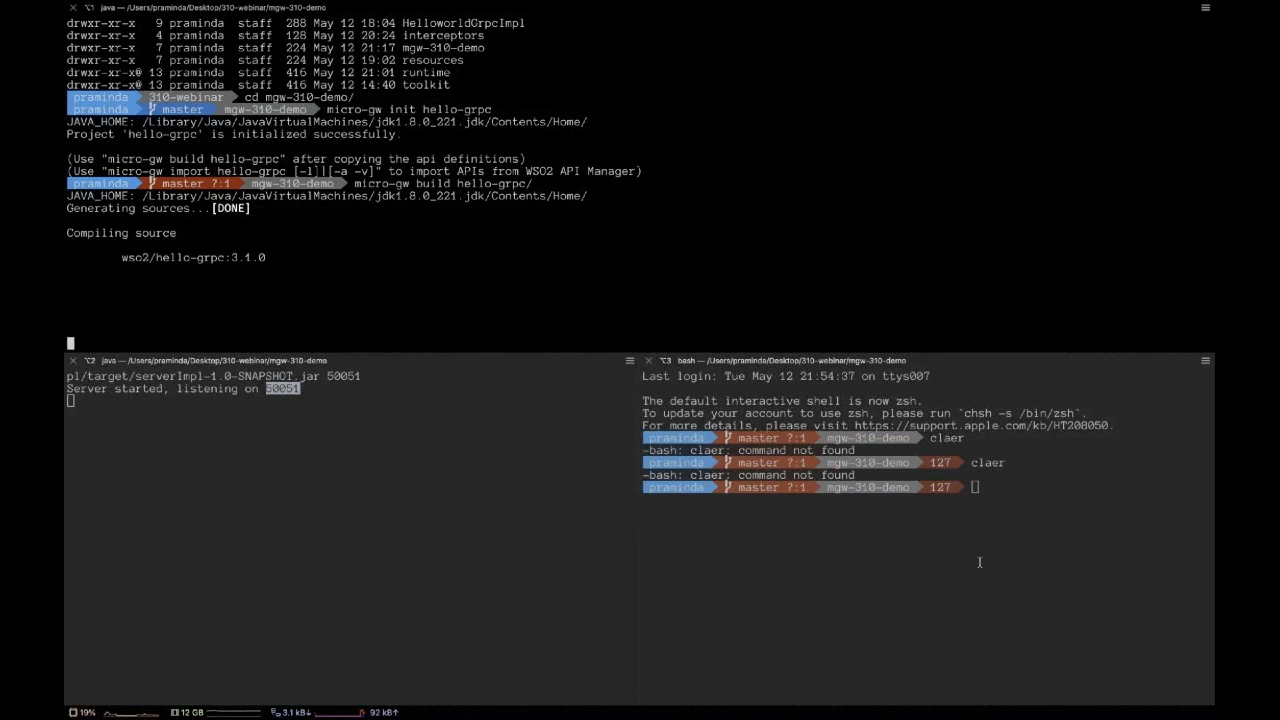 ⌥1 java — /Users/praminda/Desktop/310-webinar/mgw-310-demo
drwxr-xr-x 9 praminda staff 288 May 12 18:04 HelloworldGrpcImpl
drwxr-xr-x 4 praminda staff 128 May 12 20:24 interceptors
drwxr-xr-x 7 praminda staff 224 May 12 21:17 mgw-310-demo
drwxr-xr-x 7 praminda staff 224 May 12 19:02 resources
drwxr-xr-x@ 13 praminda staff 416 May 12 21:01 runtime
drwxr-xr-x@ 13 praminda staff 416 May 12 14:40 toolkit
praminda 310-webinar cd mgw-310-demo/
praminda master mgw-310-demo micro-gw init hello-grpc
JAVA_HOME: /Library/Java/JavaVirtualMachines/jdk1.8.0_221.jdk/Contents/Home/
Project 'hello-grpc' is initialized successfully.
(Use "micro-gw build hello-grpc" after copying the api definitions)
(Use "micro-gw import hello-grpc [-l]|[-a -v]" to import APIs from WSO2 API Manager)
praminda master ?:1 mgw-310-demo micro-gw build hello-grpc/
JAVA_HOME: /Library/Java/JavaVirtualMachines/jdk1.8.0_221.jdk/Contents/Home/
Generating sources...[DONE]
Compiling source
wso2/hello-grpc:3.1.0
⌥2 java — /Users/praminda/Desktop/310-webinar/mgw-310-demo
pl/target/serverImpl-1.0-SNAPSHOT.jar 50051
Server started, listening on 50051
⌥3 bash — /Users/praminda/Desktop/310-webinar/mgw-310-demo
Last login: Tue May 12 21:54:37 on ttys007
The default interactive shell is now zsh.
To update your account to use zsh, please run `chsh -s /bin/zsh`.
For more details, please visit https://support.apple.com/kb/HT208050.
praminda master ?:1 mgw-310-demo claer
-bash: claer: command not found
praminda master ?:1 mgw-310-demo 127 claer
-bash: claer: command not found
praminda master ?:1 mgw-310-demo 127
19% 12 GB 3.1 kB↓ 92 kB↑